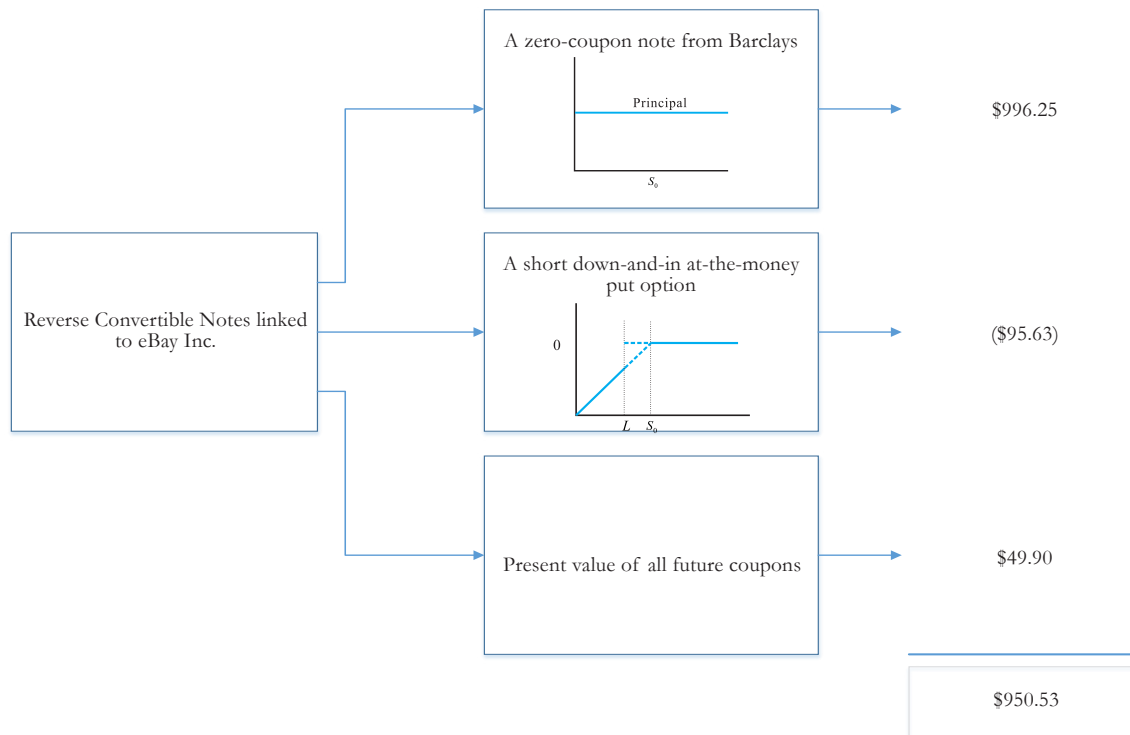 A zero-coupon note from Barclays
Principal
S₀
$996.25
Reverse Convertible Notes linked
to eBay Inc.
A short down-and-in at-the-money
put option
0
L S₀
($95.63)
Present value of all future coupons
$49.90
$950.53